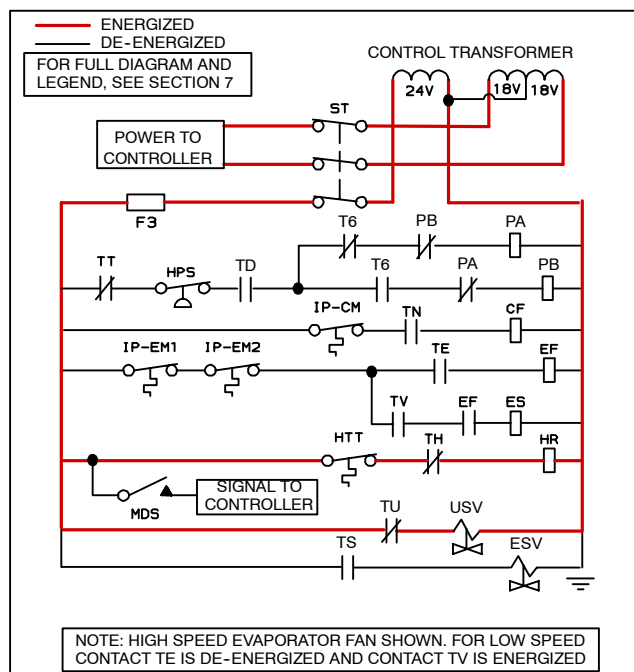 ENERGIZED
DE-ENERGIZED
FOR FULL DIAGRAM AND
LEGEND, SEE SECTION 7
CONTROL TRANSFORMER
24V 18V 18V
ST
POWER TO
CONTROLLER
F3
T6 PB PA
TT HPS TD T6 PA PB
IP-CM TN CF
IP-EM1 IP-EM2 TE EF
TV EF ES
HTT TH HR
SIGNAL TO
CONTROLLER
MDS
TU USV
TS ESV
NOTE: HIGH SPEED EVAPORATOR FAN SHOWN. FOR LOW SPEED
CONTACT TE IS DE-ENERGIZED AND CONTACT TV IS ENERGIZED